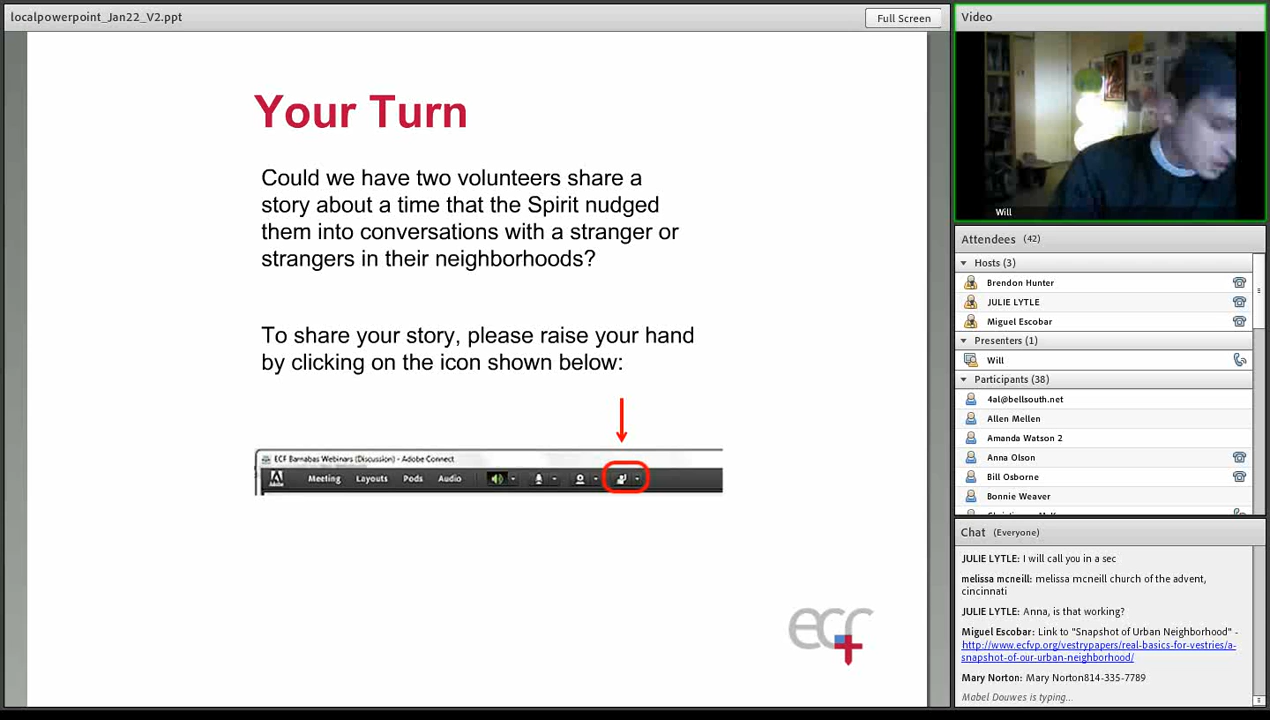 localpowerpoint_Jan22_V2.ppt
Full Screen
Your Turn
Could we have two volunteers share a
story about a time that the Spirit nudged
them into conversations with a stranger or
strangers in their neighborhoods?
To share your story, please raise your hand
by clicking on the icon shown below:
ECF Barnabas Webinars (Discussion) - Adobe Connect
Adobe
Meeting Layouts Pods Audio
ecf
Video
Will
Attendees (42)
Hosts (3)
Brendon Hunter
JULIE LYTLE
Miguel Escobar
Presenters (1)
Will
Participants (38)
4al@bellsouth.net
Allen Mellen
Amanda Watson 2
Anna Olson
Bill Osborne
Bonnie Weaver
Chat (Everyone)
JULIE LYTLE: I will call you in a sec
melissa mcneill: melissa mcneill church of the advent,
cincinnati
JULIE LYTLE: Anna, is that working?
Miguel Escobar: Link to "Snapshot of Urban Neighborhood" -
http://www.ecfvp.org/vestrypapers/real-basics-for-vestries/a-
snapshot-of-our-urban-neighborhood/
Mary Norton: Mary Norton814-335-7789
Mabel Douwes is typing...